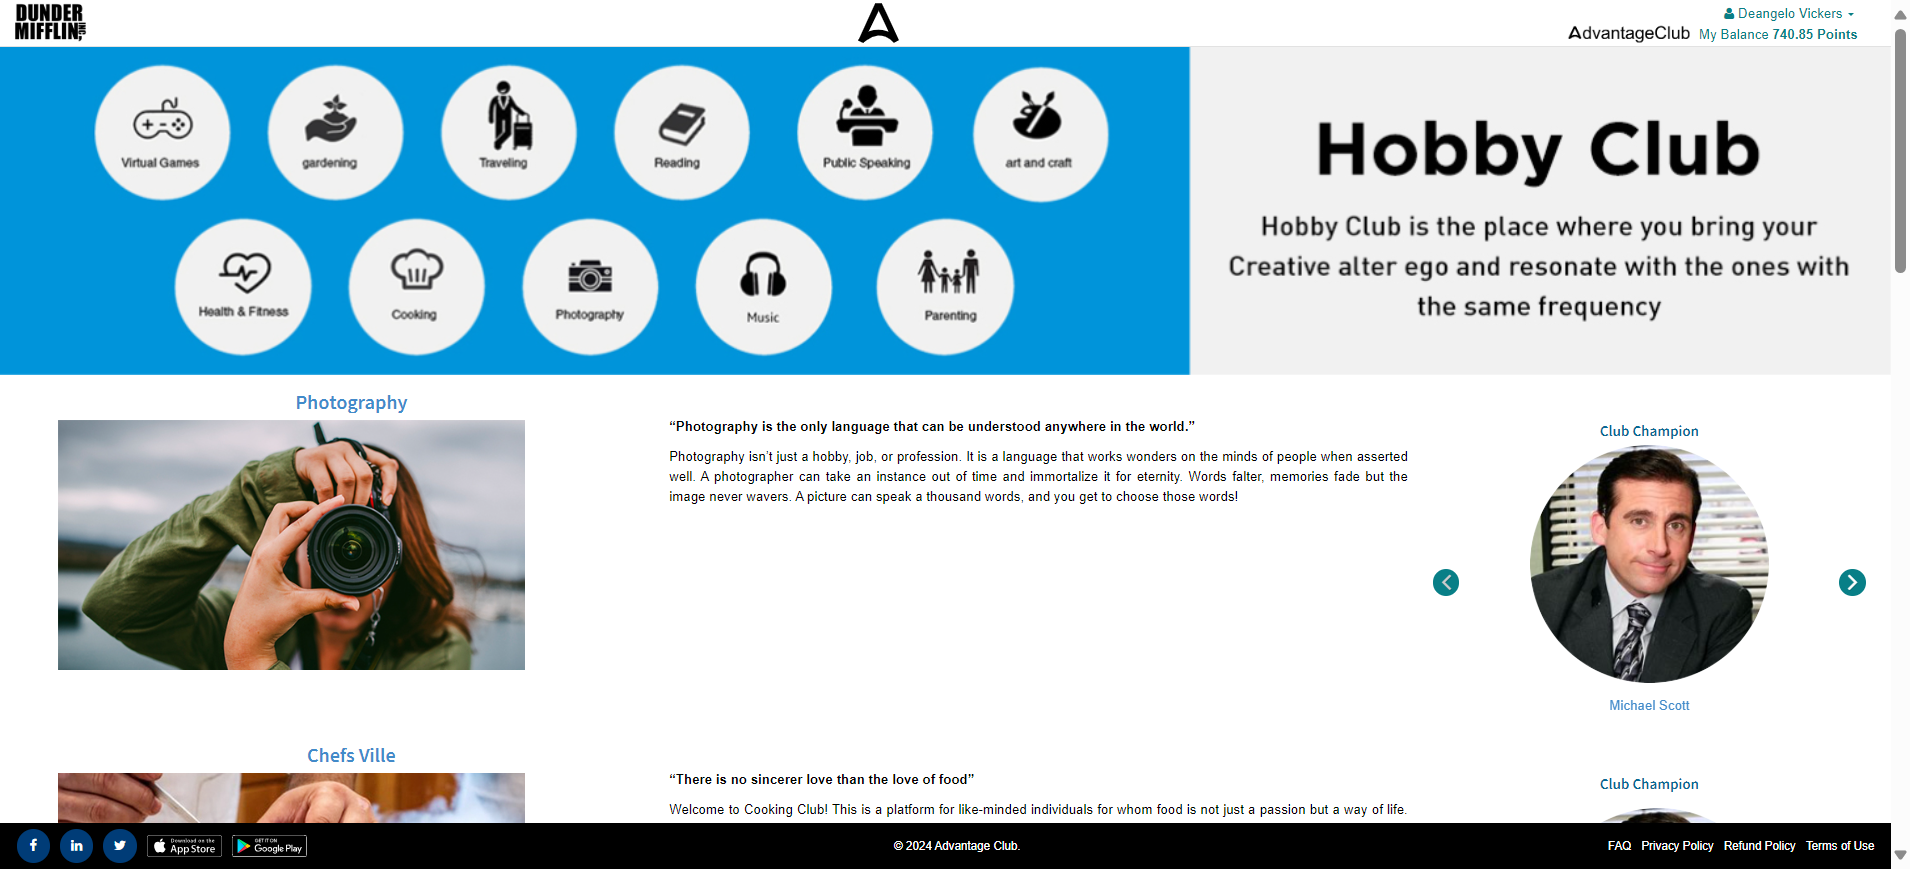 DUNDER
MIFFLIN, INC
Deangelo Vickers
AdvantageClub
My Balance 740.85 Points
Virtual Games
gardening
Traveling
Reading
Public Speaking
art and craft
Health & Fitness
Cooking
Photography
Music
Parenting
Hobby Club
Hobby Club is the place where you bring your
Creative alter ego and resonate with the ones with
the same frequency
Photography
“Photography is the only language that can be understood anywhere in the world.”
Photography isn’t just a hobby, job, or profession. It is a language that works wonders on the minds of people when asserted
well. A photographer can take an instance out of time and immortalize it for eternity. Words falter, memories fade but the
image never wavers. A picture can speak a thousand words, and you get to choose those words!
Club Champion
Michael Scott
Chefs Ville
“There is no sincerer love than the love of food”
Welcome to Cooking Club! This is a platform for like-minded individuals for whom food is not just a passion but a way of life.
Club Champion
Download on the
App Store
GET IT ON
Google Play
© 2024 Advantage Club.
FAQ Privacy Policy Refund Policy Terms of Use